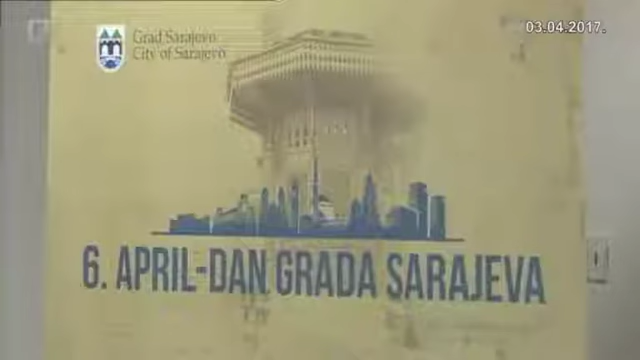 Grad Sarajevo
City of Sarajevo
03.04.2017.
6. APRIL-DAN GRADA SARAJEVA